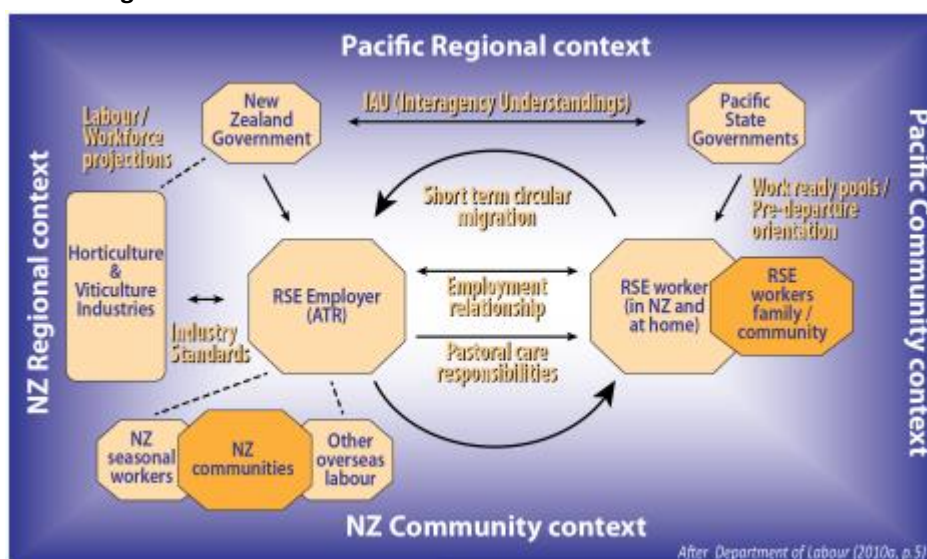 Pacific Regional context
New
Zealand
Government
IAU (Interagency Understandings)
Pacific
State
Governments
Labour /
Workforce
projections
NZ Regional context
Pacific Community context
Short term circular
migration
Work ready pools /
Pre-departure
orientation
Horticulture
&
Viticulture
Industries
Industry
Standards
RSE Employer
(ATR)
Employment
relationship
Pastoral care
responsibilities
RSE worker
(in NZ and
at home)
RSE
workers
family /
community
NZ
seasonal
workers
NZ
communities
Other
overseas
labour
NZ Community context
After Department of Labour (2010a, p.5)